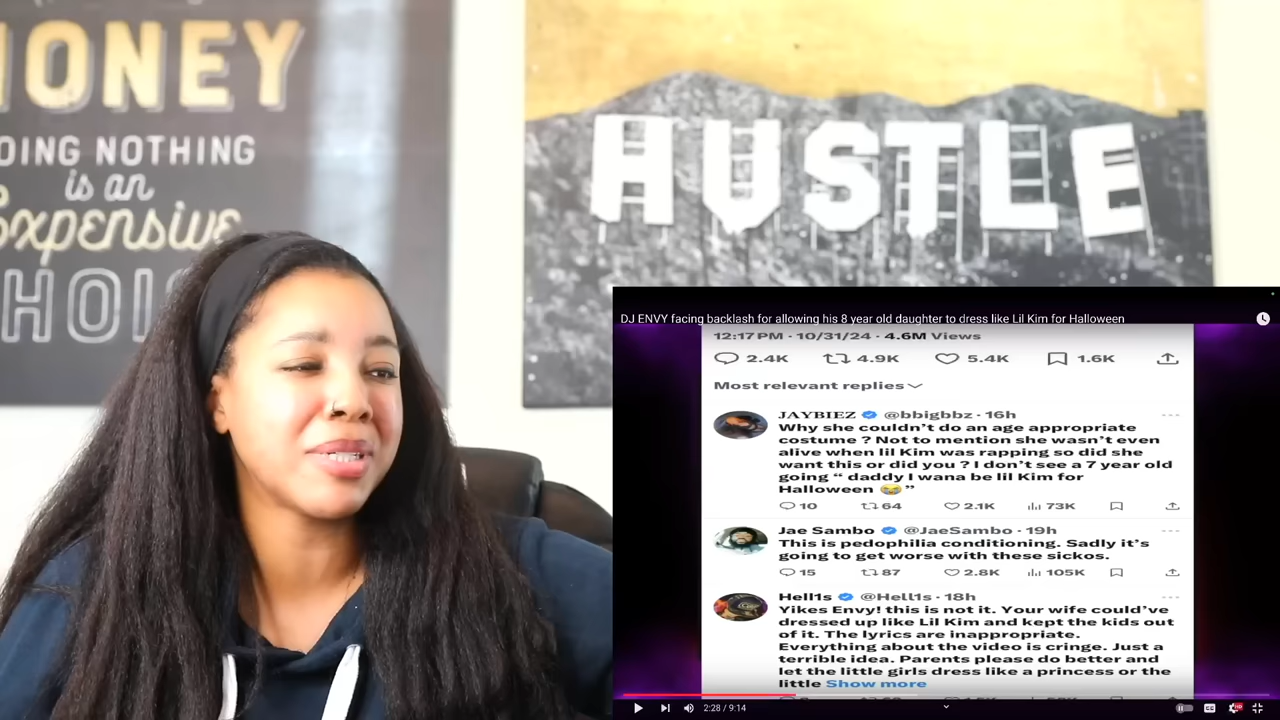 MONEY
DOING NOTHING
is an
Expensive
HUSTLE
DJ ENVY facing backlash for allowing his 8 year old daughter to dress like Lil Kim for Halloween
12:17 PM · 10/31/24 · 4.6M Views
2.4K 4.9K 5.4K 1.6K
Most relevant replies
JAYBIEZ @bbigbbz · 16h
Why she couldn't do an age appropriate
costume ? Not to mention she wasn't even
alive when lil Kim was rapping so did she
want this or did you ? I don't see a 7 year old
going “ daddy I wana be lil Kim for
Halloween 😭”
10 64 2.1K 73K
Jae Sambo @JaeSambo · 19h
This is pedophilia conditioning. Sadly it's
going to get worse with these sickos.
15 87 2.8K 105K
Hell1s @Hell1s · 18h
Yikes Envy! this is not it. Your wife could've
dressed up like Lil Kim and kept the kids out
of it. The lyrics are inappropriate.
Everything about the video is cringe. Just a
terrible idea. Parents please do better and
let the little girls dress like a princess or the
little Show more
2:28 / 9:14